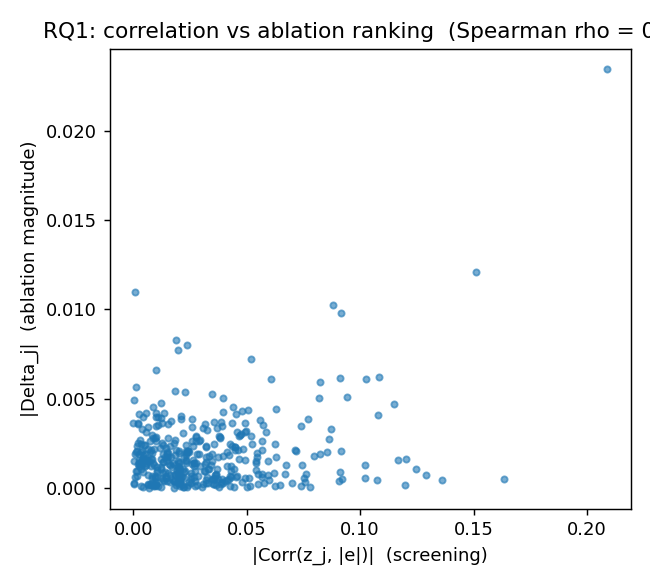 RQ1: correlation vs ablation ranking (Spearman rho = 0
0.020
0.015
0.010
0.005
0.000
|Delta_j| (ablation magnitude)
0.00 0.05 0.10 0.15 0.20
|Corr(z_j, |e|)| (screening)